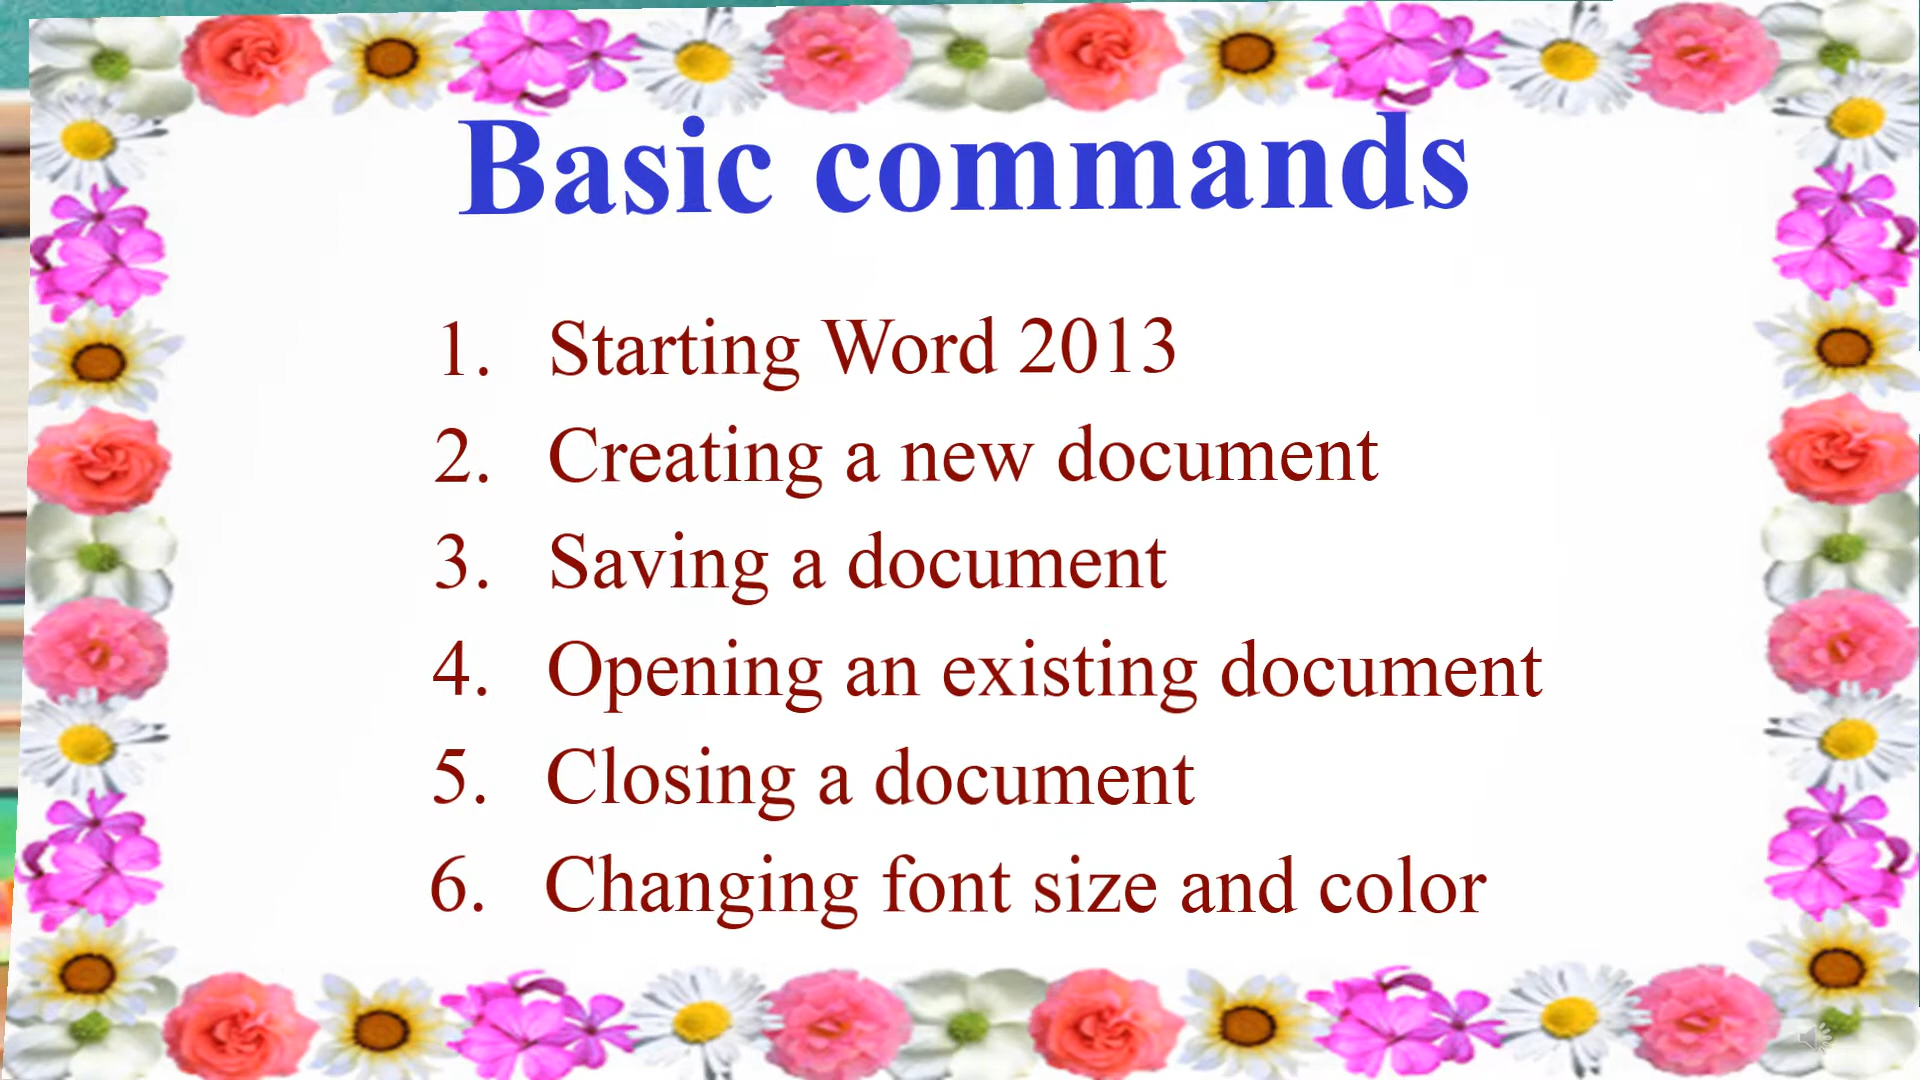 Basic commands
1. Starting Word 2013
2. Creating a new document
3. Saving a document
4. Opening an existing document
5. Closing a document
6. Changing font size and color